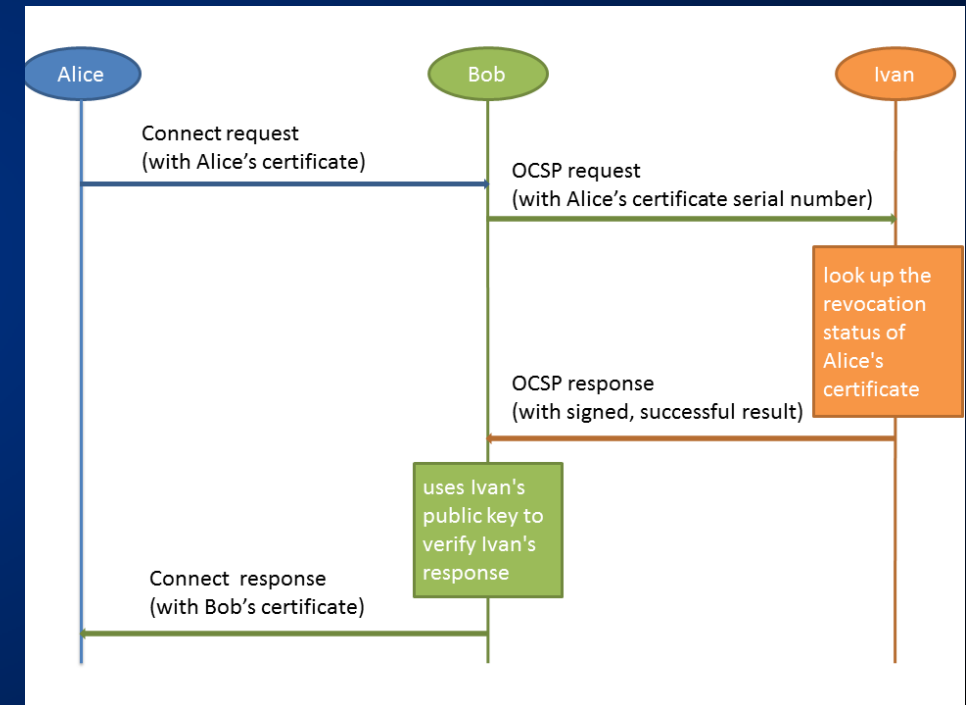 Alice
Bob
Ivan
Connect request
(with Alice’s certificate)
OCSP request
(with Alice’s certificate serial number)
look up the
revocation
status of
Alice's
certificate
OCSP response
(with signed, successful result)
uses Ivan's
public key to
verify Ivan's
response
Connect  response
(with Bob’s certificate)